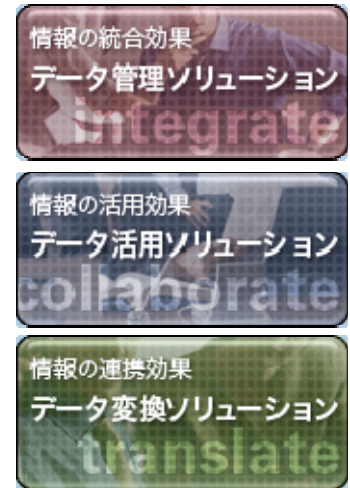 情報の統合効果
データ管理ソリューション
integrate
情報の活用効果
データ活用ソリューション
collaborate
情報の連携効果
データ変換ソリューション
translate